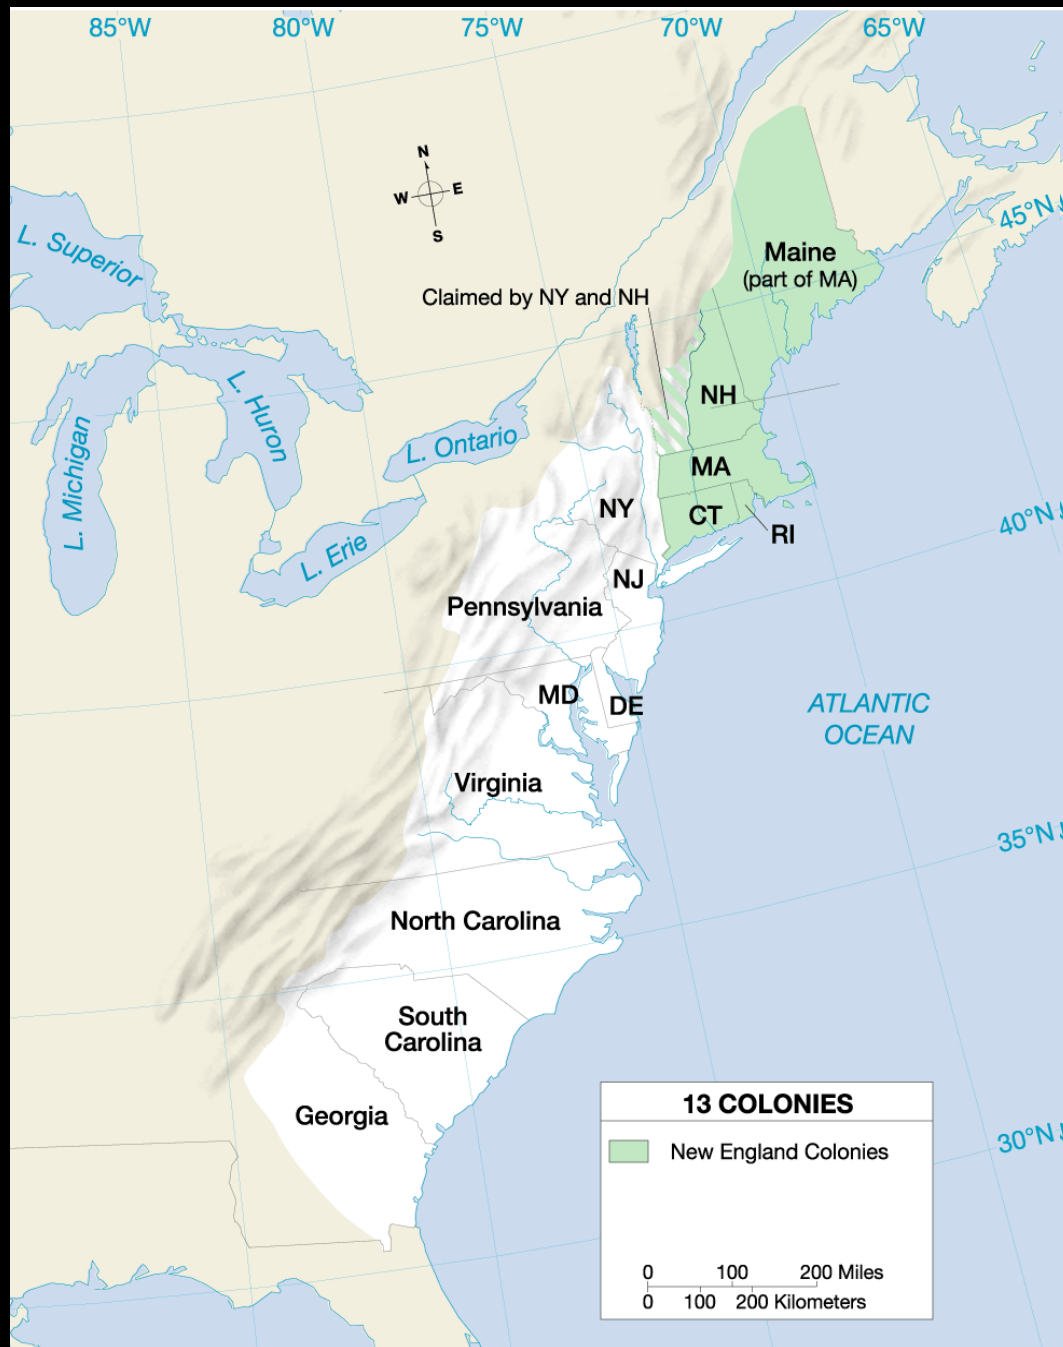 85°W 80°W 75°W 70°W 65°W
N
W E
S
45°N
L. Superior
Maine
(part of MA)
Claimed by NY and NH
L. Huron
NH
L. Michigan
L. Ontario
MA
NY
CT
RI
40°N
L. Erie
NJ
Pennsylvania
MD
DE
ATLANTIC
OCEAN
Virginia
35°N
North Carolina
South
Carolina
Georgia
13 COLONIES
New England Colonies
30°N
0 100 200 Miles
0 100 200 Kilometers